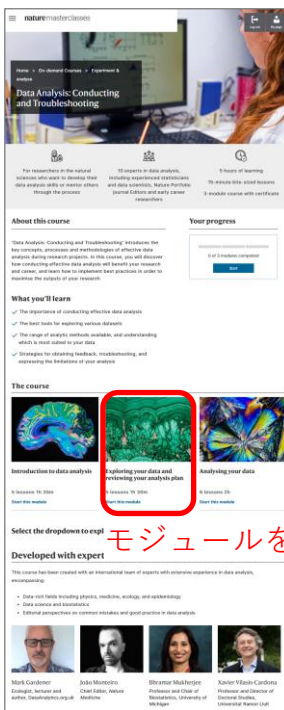 nature masterclasses
Home > On-demand Courses > Experiment &
analyse
Data Analysis: Conducting
and Troubleshooting
For researchers in the natural
sciences who want to develop their
data analysis skills or mentor others
through the process
15 experts in data analysis,
including experienced statisticians
and data scientists, Nature Portfolio
journal Editors and early career
researchers
5 hours of learning
15-minute bite-sized lessons
3-module course with certificate
About this course
'Data Analysis: Conducting and Troubleshooting' introduces the
key concepts, processes and methodologies of effective data
analysis during research projects. In this course, you will discover
how conducting effective data analysis will benefit your research
and career, and learn how to implement best practices in order to
maximise the outputs of your research.
Your progress
0 of 3 modules completed
Start
What you'll learn
The importance of conducting effective data analysis
The best tools for exploring various datasets
The range of analytic methods available, and understanding
which is most suited to your data
Strategies for obtaining feedback, troubleshooting, and
expressing the limitations of your analysis
The course
Introduction to data analysis
6 lessons 1h 30m
Start this module
Exploring your data and
reviewing your analysis plan
6 lessons 1h 30m
Start this module
Analysing your data
8 lessons 2h
Start this module
Select the dropdown to expl
モジュールを
Developed with expert
This course has been created with an international team of experts with extensive experience in data analysis,
encompassing:
Data-rich fields including physics, medicine, ecology, and epidemiology
Data science and biostatistics
Editorial perspectives on common mistakes and good practice in data analysis
Mark Gardener
Ecologist, lecturer and
author, DataAnalytics.org.uk
João Monteiro
Chief Editor, Nature
Medicine
Bhramar Mukherjee
Professor and Chair of
Biostatistics, University of
Michigan
Xavier Vilasís-Cardona
Professor and Director of
Doctoral Studies,
Universitat Ramon Llull